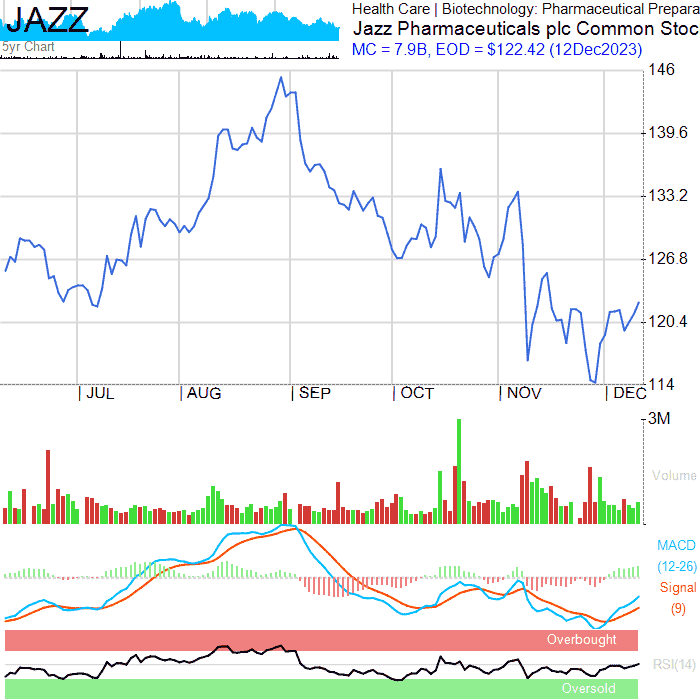 JAZZ
5yr Chart
Health Care | Biotechnology: Pharmaceutical Prepara
Jazz Pharmaceuticals plc Common Stoc
MC = 7.9B, EOD = $122.42 (12Dec2023)
146
139.6
133.2
126.8
120.4
114
| JUL | AUG | SEP | OCT | NOV | DEC
3M
Volume
MACD
(12-26)
Signal
(9)
Overbought
RSI(14)
Oversold